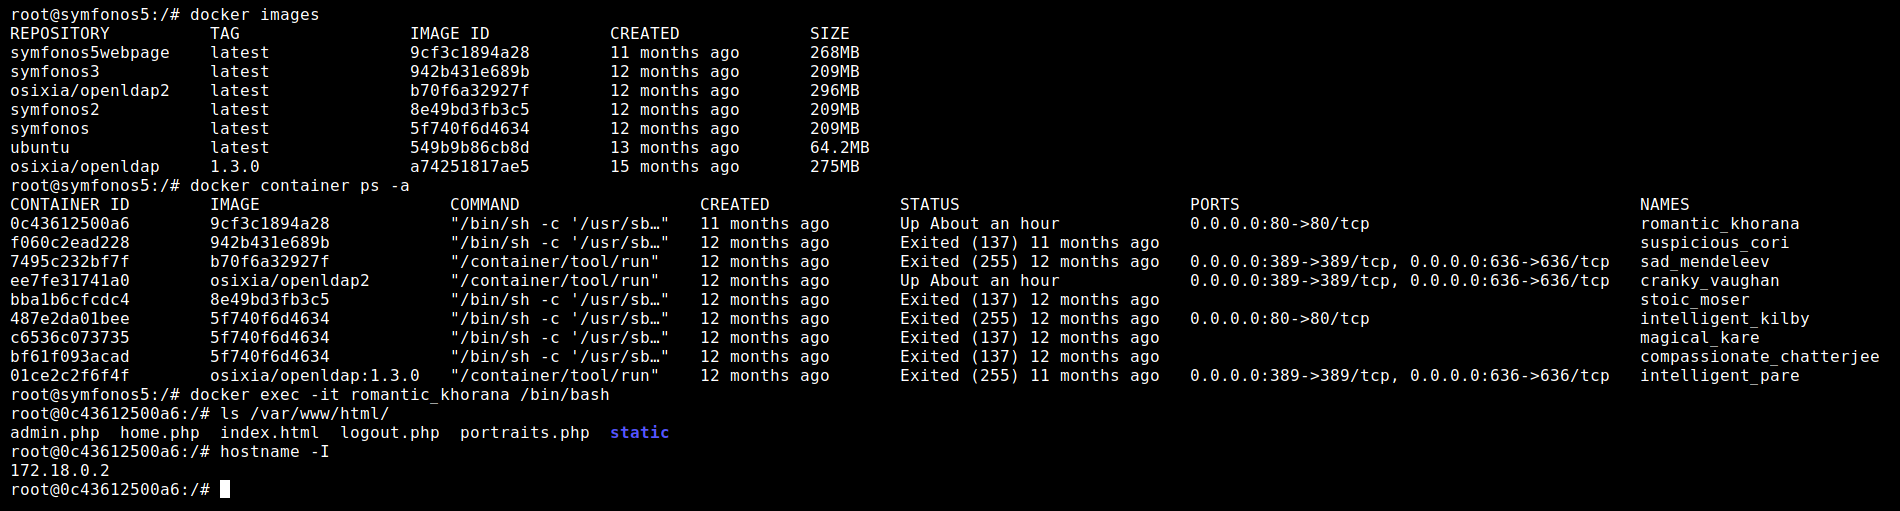 root@symfonos5:/# docker images
REPOSITORY          TAG                 IMAGE ID            CREATED             SIZE
symfonos5webpage    latest              9cf3c1894a28        11 months ago       268MB
symfonos3           latest              942b431e689b        12 months ago       209MB
osixia/openldap2    latest              b70f6a32927f        12 months ago       296MB
symfonos2           latest              8e49bd3fb3c5        12 months ago       209MB
symfonos            latest              5f740f6d4634        12 months ago       209MB
ubuntu              latest              549b9b86cb8d        13 months ago       64.2MB
osixia/openldap     1.3.0               a74251817ae5        15 months ago       275MB
root@symfonos5:/# docker container ps -a
CONTAINER ID        IMAGE                   COMMAND                  CREATED             STATUS                       PORTS                                        NAMES
0c43612500a6        9cf3c1894a28            "/bin/sh -c '/usr/sb…"   11 months ago       Up About an hour             0.0.0.0:80->80/tcp                           romantic_khorana
f060c2ead228        942b431e689b            "/bin/sh -c '/usr/sb…"   12 months ago       Exited (137) 11 months ago                                                suspicious_cori
7495c232bf7f        b70f6a32927f            "/container/tool/run"    12 months ago       Exited (255) 12 months ago   0.0.0.0:389->389/tcp, 0.0.0.0:636->636/tcp   sad_mendeleev
ee7fe31741a0        osixia/openldap2        "/container/tool/run"    12 months ago       Up About an hour             0.0.0.0:389->389/tcp, 0.0.0.0:636->636/tcp   cranky_vaughan
bba1b6cfcdc4        8e49bd3fb3c5            "/bin/sh -c '/usr/sb…"   12 months ago       Exited (137) 12 months ago                                                stoic_moser
487e2da01bee        5f740f6d4634            "/bin/sh -c '/usr/sb…"   12 months ago       Exited (255) 12 months ago   0.0.0.0:80->80/tcp                           intelligent_kilby
c6536c073735        5f740f6d4634            "/bin/sh -c '/usr/sb…"   12 months ago       Exited (137) 12 months ago                                                magical_kare
bf61f093acad        5f740f6d4634            "/bin/sh -c '/usr/sb…"   12 months ago       Exited (137) 12 months ago                                                compassionate_chatterjee
01ce2c2f6f4f        osixia/openldap:1.3.0   "/container/tool/run"    12 months ago       Exited (255) 11 months ago   0.0.0.0:389->389/tcp, 0.0.0.0:636->636/tcp   intelligent_pare
root@symfonos5:/# docker exec -it romantic_khorana /bin/bash
root@0c43612500a6:/# ls /var/www/html/
admin.php  home.php  index.html  logout.php  portraits.php  static
root@0c43612500a6:/# hostname -I
172.18.0.2
root@0c43612500a6:/#